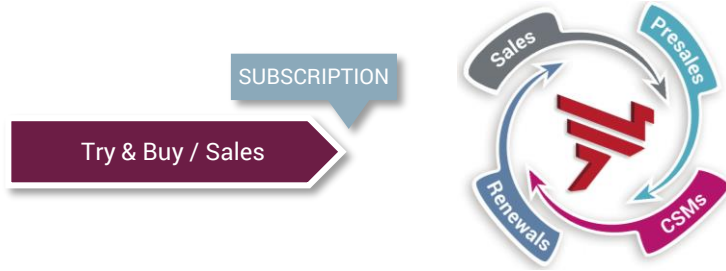 SUBSCRIPTION
Try & Buy / Sales
Sales
Presales
CSMs
Renewals